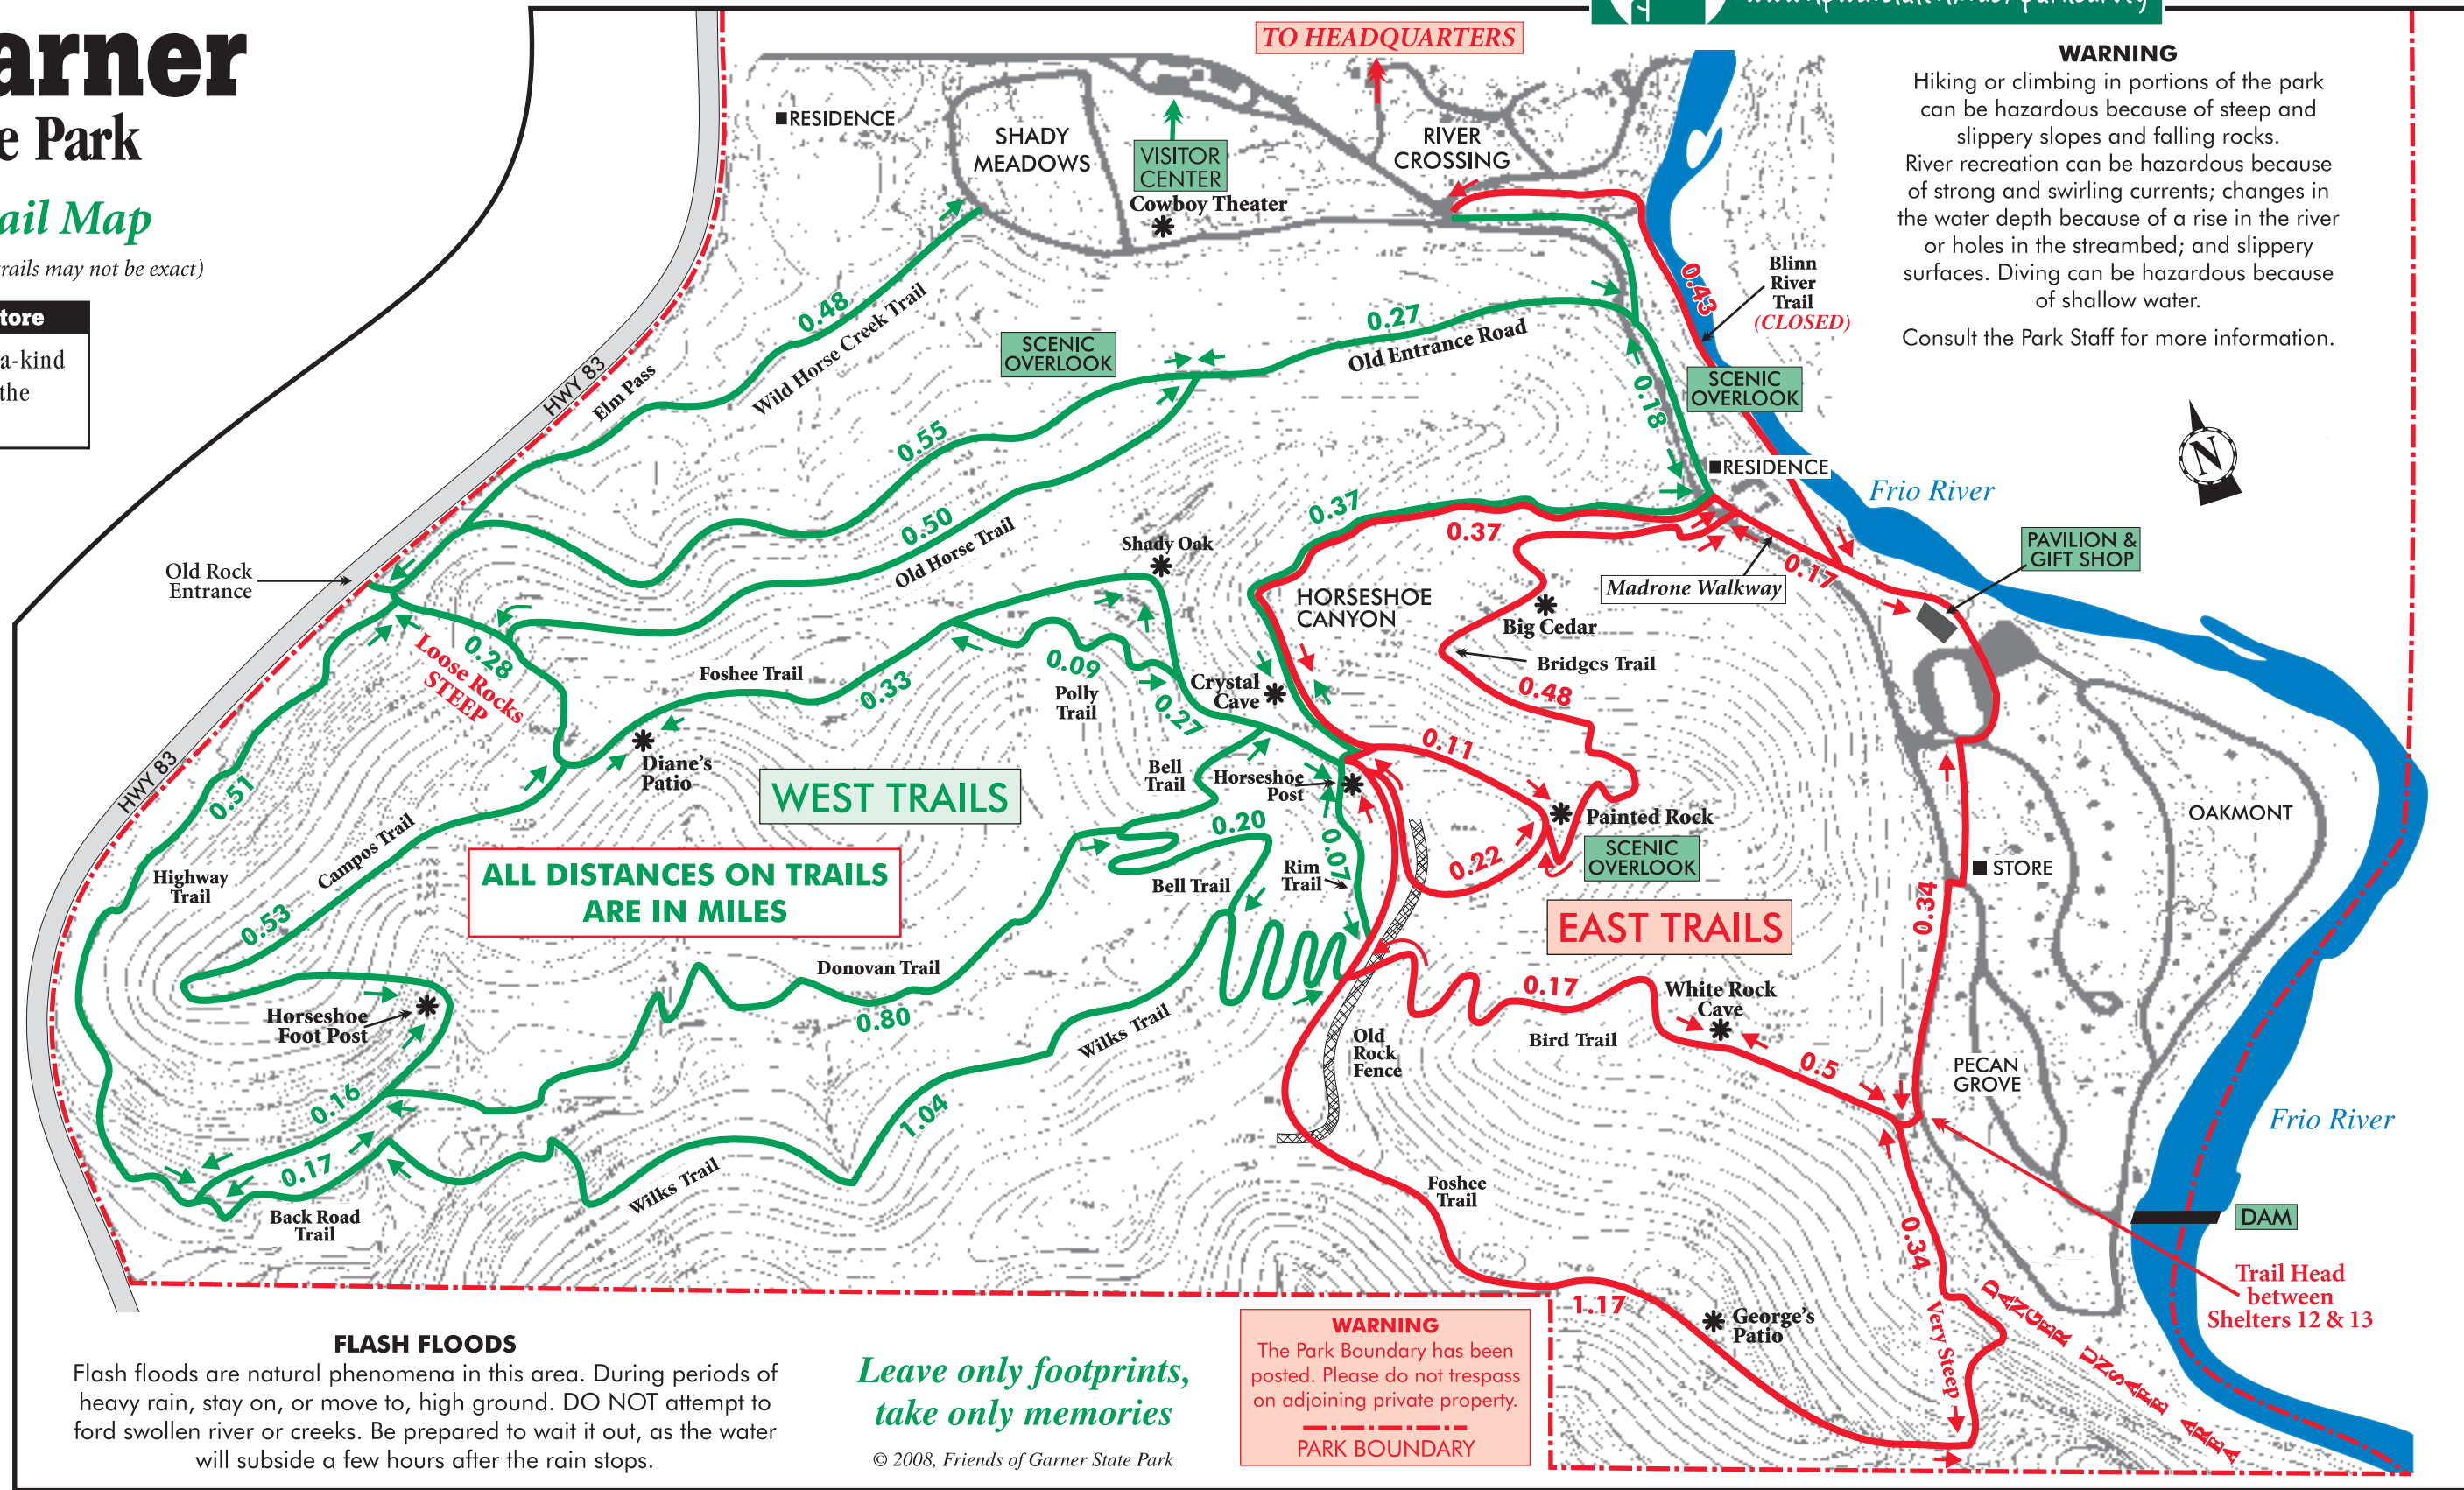 arner
e Park
ail Map
trails may not be exact)
tore
a-kind
the
TO HEADQUARTERS
WARNING
Hiking or climbing in portions of the park
can be hazardous because of steep and
slippery slopes and falling rocks.
River recreation can be hazardous because
of strong and swirling currents; changes in
the water depth because of a rise in the river
or holes in the streambed; and slippery
surfaces. Diving can be hazardous because
of shallow water.
Consult the Park Staff for more information.
RESIDENCE
SHADY
MEADOWS
VISITOR
CENTER
Cowboy Theater
RIVER
CROSSING
0.43
Blinn
River
Trail
(CLOSED)
0.48
Wild Horse Creek Trail
Elm Pass
HWY 83
SCENIC
OVERLOOK
0.27
Old Entrance Road
0.18
SCENIC
OVERLOOK
RESIDENCE
N
Frio River
0.55
0.50
Old Horse Trail
Shady Oak
0.37
0.37
PAVILION &
GIFT SHOP
Old Rock
Entrance
0.17
Madrone Walkway
HORSESHOE
CANYON
Big Cedar
Bridges Trail
0.48
0.28
Loose Rocks
STEEP
Foshee Trail
0.33
0.09
Polly
Trail
Crystal
Cave
0.27
0.11
Diane's
Patio
HWY 83
0.51
WEST TRAILS
Bell
Trail
Horseshoe
Post
0.20
0.07
Painted Rock
SCENIC
OVERLOOK
0.22
OAKMONT
STORE
Highway
Trail
Campos Trail
0.53
ALL DISTANCES ON TRAILS
ARE IN MILES
Bell Trail
Rim
Trail
EAST TRAILS
0.34
Donovan Trail
0.80
0.17
White Rock
Cave
Bird Trail
Horseshoe
Foot Post
Wilks Trail
Old
Rock
Fence
0.5
PECAN
GROVE
Frio River
0.16
1.04
0.17
Back Road
Trail
Wilks Trail
Foshee
Trail
0.34
DAM
Trail Head
between
Shelters 12 & 13
1.17
George's
Patio
Very Steep
DANGER UNSAFE AREA
FLASH FLOODS
Flash floods are natural phenomena in this area. During periods of
heavy rain, stay on, or move to, high ground. DO NOT attempt to
ford swollen river or creeks. Be prepared to wait it out, as the water
will subside a few hours after the rain stops.
Leave only footprints,
take only memories
© 2008, Friends of Garner State Park
WARNING
The Park Boundary has been
posted. Please do not trespass
on adjoining private property.
PARK BOUNDARY